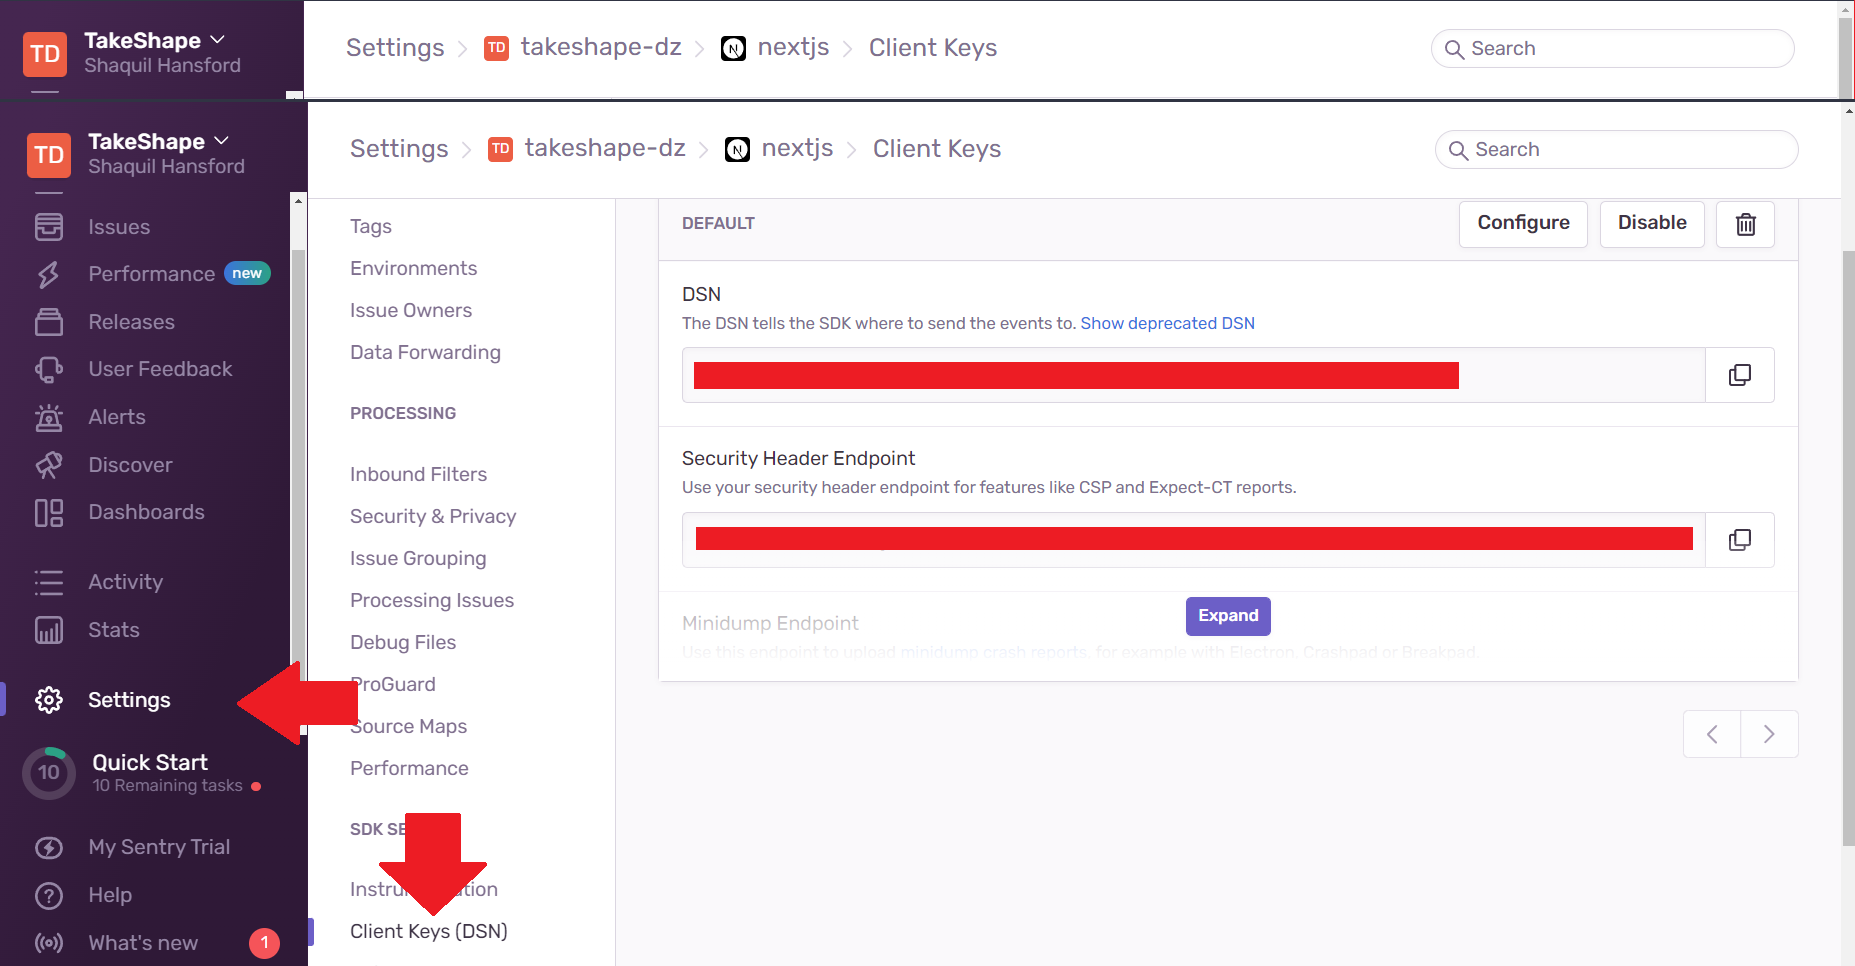 TD
TakeShape
Shaquil Hansford
Settings
TD
takeshape-dz
N
nextjs
Client Keys
Search
TD
TakeShape
Shaquil Hansford
Settings
TD
takeshape-dz
N
nextjs
Client Keys
Search
Issues
Performance new
Releases
User Feedback
Alerts
Discover
Dashboards
Activity
Stats
Settings
10
Quick Start
10 Remaining tasks
My Sentry Trial
Help
What's new 1
Tags
Environments
Issue Owners
Data Forwarding
PROCESSING
Inbound Filters
Security & Privacy
Issue Grouping
Processing Issues
Debug Files
ProGuard
Source Maps
Performance
SDK
Client Keys (DSN)
DEFAULT
Configure
Disable
DSN
The DSN tells the SDK where to send the events to. Show deprecated DSN
Security Header Endpoint
Use your security header endpoint for features like CSP and Expect-CT reports.
Minidump Endpoint
Expand
Use this endpoint to upload minidump crash reports, for example with Electron, Crashpad or Breakpad.